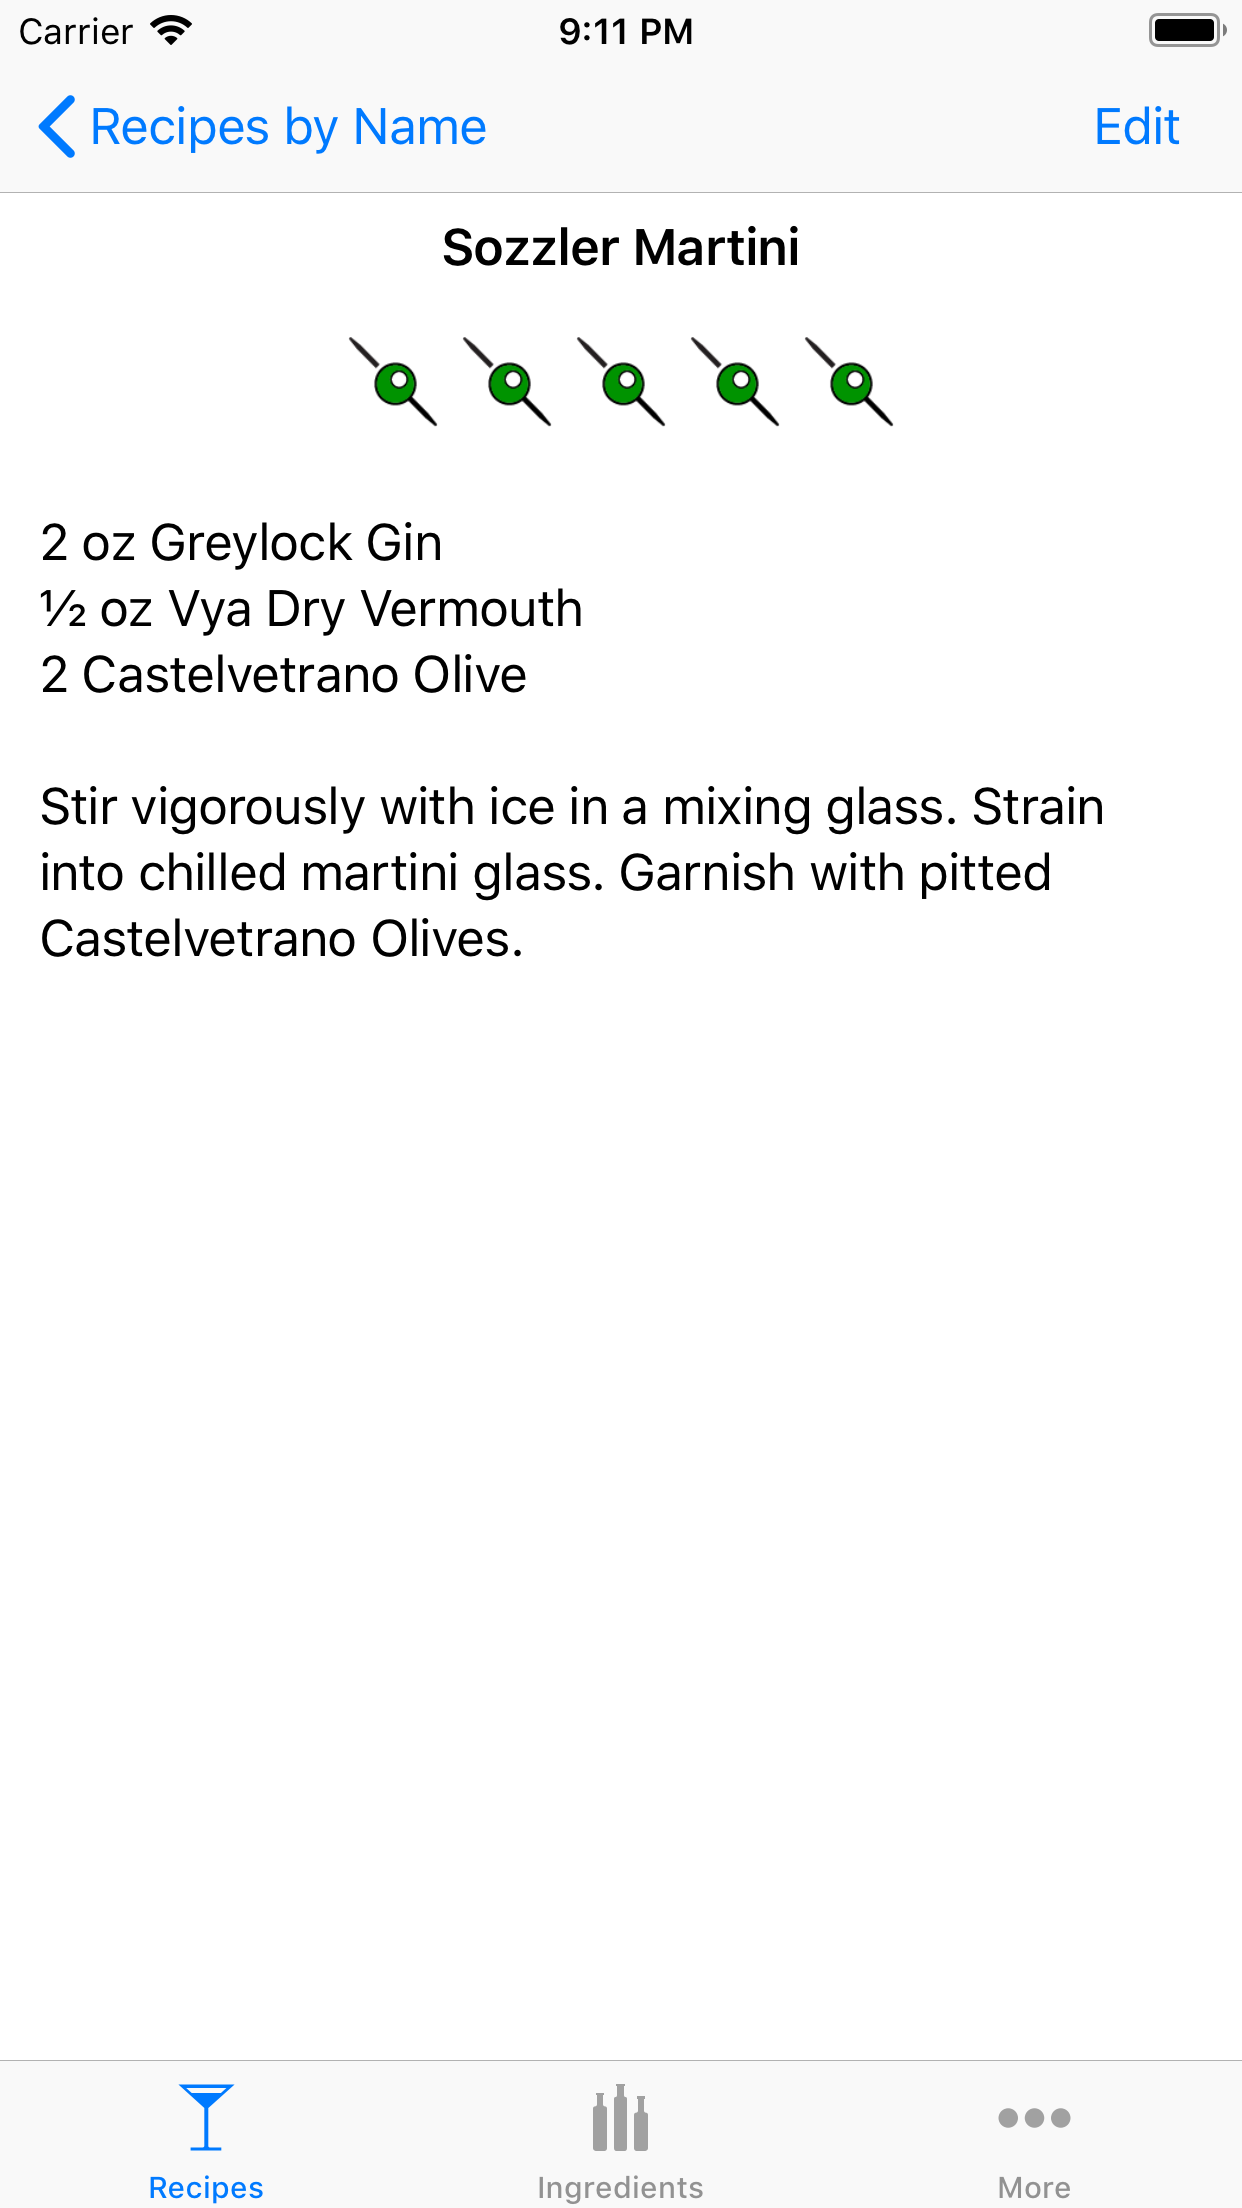 Carrier
9:11 PM
Recipes by Name
Edit
Sozzler Martini
2 oz Greylock Gin
½ oz Vya Dry Vermouth
2 Castelvetrano Olive
Stir vigorously with ice in a mixing glass. Strain
into chilled martini glass. Garnish with pitted
Castelvetrano Olives.
Recipes
Ingredients
More